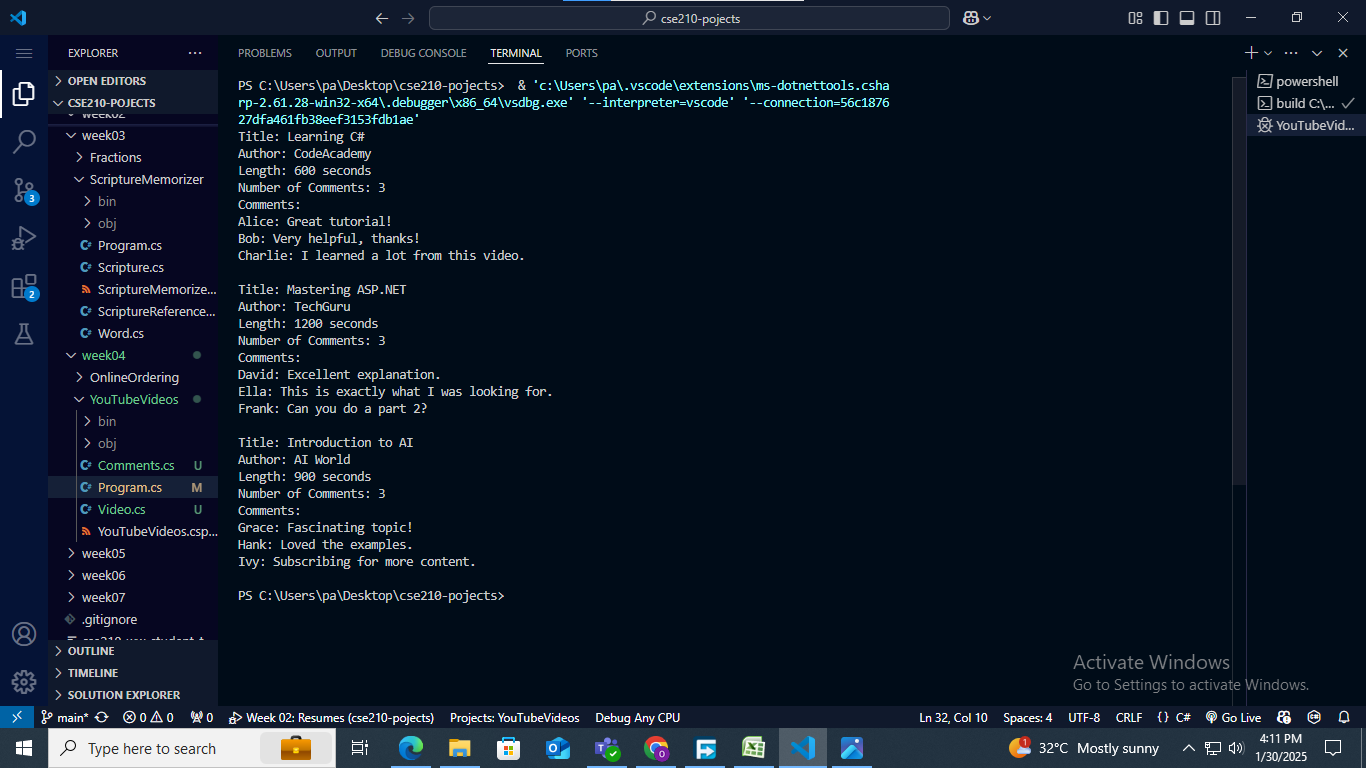 cse210-pojects
EXPLORER
OPEN EDITORS
CSE210-POJECTS
week02
week03
Fractions
ScriptureMemorizer
bin
obj
Program.cs
Scripture.cs
ScriptureMemorize...
ScriptureReference...
Word.cs
week04
OnlineOrdering
YouTubeVideos
bin
obj
Comments.cs U
Program.cs M
Video.cs U
YouTubeVideos.csp...
week05
week06
week07
.gitignore
OUTLINE
TIMELINE
SOLUTION EXPLORER
3
2
PROBLEMS OUTPUT DEBUG CONSOLE TERMINAL PORTS
PS C:\Users\pa\Desktop\cse210-pojects>  & 'c:\Users\pa\.vscode\extensions\ms-dotnettools.csha
rp-2.61.28-win32-x64\.debugger\x86_64\vsdbg.exe' '--interpreter=vscode' '--connection=56c1876
27dfa461fb38eef3153fdb1ae'
Title: Learning C#
Author: CodeAcademy
Length: 600 seconds
Number of Comments: 3
Comments:
Alice: Great tutorial!
Bob: Very helpful, thanks!
Charlie: I learned a lot from this video.
Title: Mastering ASP.NET
Author: TechGuru
Length: 1200 seconds
Number of Comments: 3
Comments:
David: Excellent explanation.
Ella: This is exactly what I was looking for.
Frank: Can you do a part 2?
Title: Introduction to AI
Author: AI World
Length: 900 seconds
Number of Comments: 3
Comments:
Grace: Fascinating topic!
Hank: Loved the examples.
Ivy: Subscribing for more content.
PS C:\Users\pa\Desktop\cse210-pojects>
powershell
build C:\...
YouTubeVid...
Activate Windows
Go to Settings to activate Windows.
main* 0 0 0 Week 02: Resumes (cse210-pojects) Projects: YouTubeVideos Debug Any CPU Ln 32, Col 10 Spaces: 4 UTF-8 CRLF {} C# Go Live
Type here to search
1
32°C Mostly sunny
4:11 PM
1/30/2025